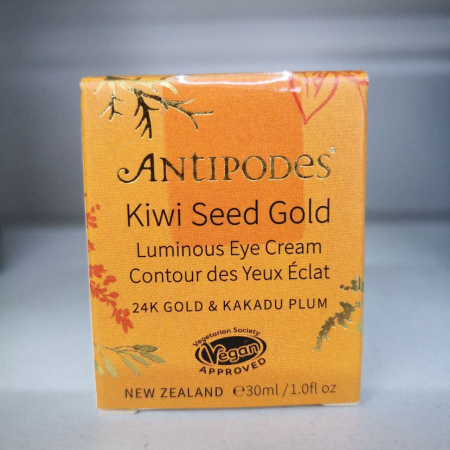 ANTIPODES
Kiwi Seed Gold
Luminous Eye Cream
Contour des Yeux Éclat
24K GOLD & KAKADU PLUM
Vegetarian Society
Vegan
APPROVED
NEW ZEALAND ℮30ml / 1.0fl oz